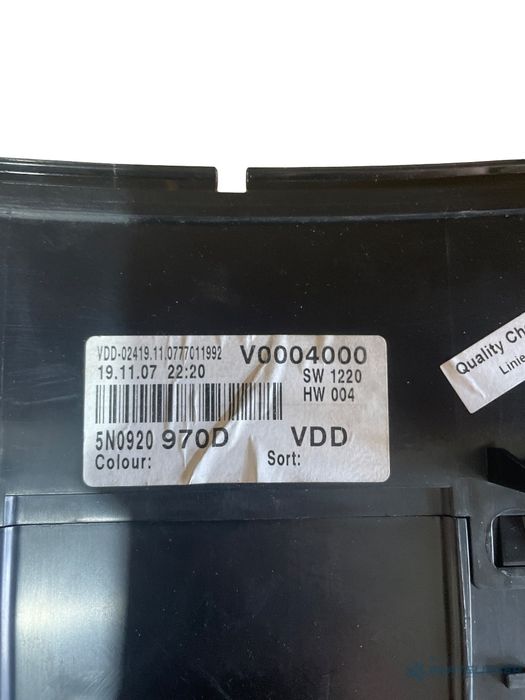 VDD-02419.11.0777011992 V0004000
19.11.07 22:20 SW 1220
HW 004
5N0920 970D VDD
Colour: Sort:
Quality Ch
Linie